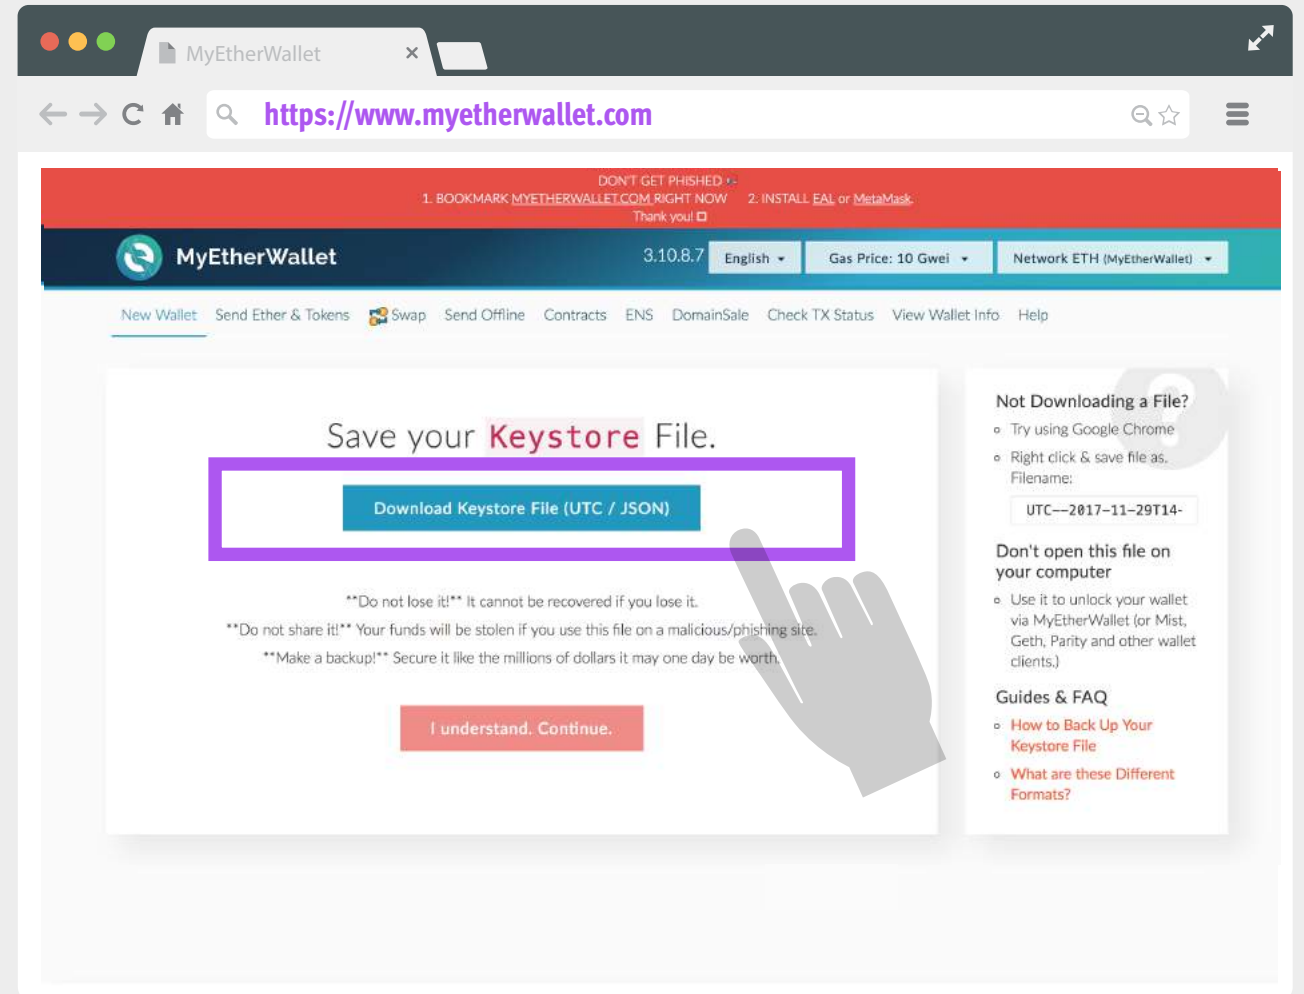 MyEtherWallet ×
https://www.myetherwallet.com
DON'T GET PHISHED
1. BOOKMARK MYETHERWALLET.COM RIGHT NOW 2. INSTALL EAL or MetaMask.
Thank you!
MyEtherWallet
3.10.8.7 English Gas Price: 10 Gwei Network ETH (MyEtherWallet)
New Wallet Send Ether & Tokens Swap Send Offline Contracts ENS DomainSale Check TX Status View Wallet Info Help
Save your Keystore File.
Download Keystore File (UTC / JSON)
**Do not lose it!** It cannot be recovered if you lose it.
**Do not share it!** Your funds will be stolen if you use this file on a malicious/phishing site.
**Make a backup!** Secure it like the millions of dollars it may one day be worth.
I understand. Continue.
?
Not Downloading a File?
Try using Google Chrome
Right click & save file as.
Filename:
UTC--2017-11-29T14-
Don't open this file on
your computer
Use it to unlock your wallet
via MyEtherWallet (or Mist,
Geth, Parity and other wallet
clients.)
Guides & FAQ
How to Back Up Your
Keystore File
What are these Different
Formats?